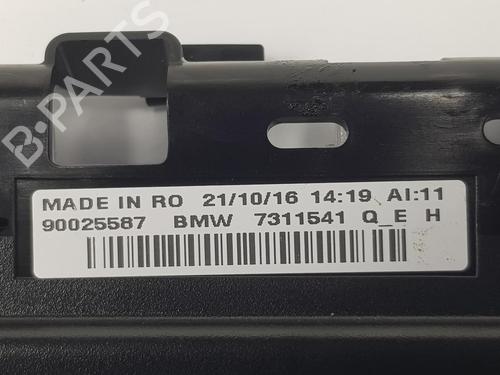 B-PARTS
MADE IN RO 21/10/16 14:19 AI:11
90025587 BMW 7311541 Q_E H